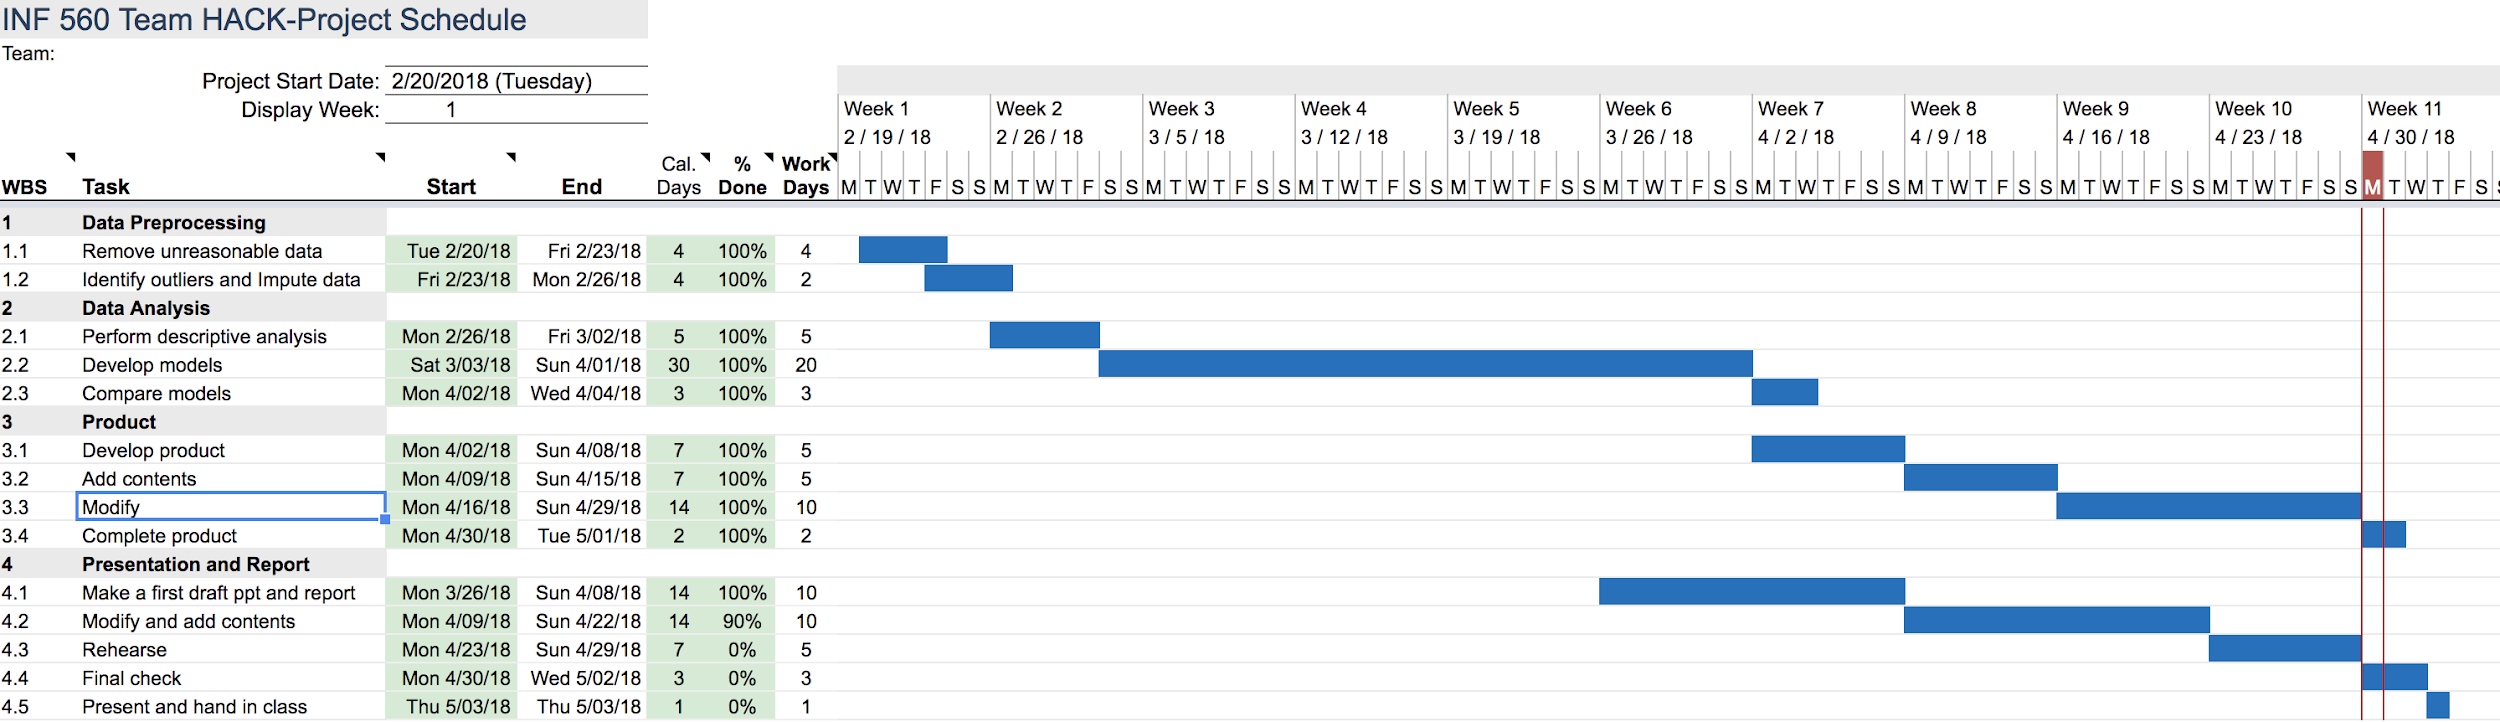 INF 560 Team HACK-Project Schedule
Team:
Project Start Date: 2/20/2018 (Tuesday)
Display Week: 1
Week 1 Week 2 Week 3 Week 4 Week 5 Week 6 Week 7 Week 8 Week 9 Week 10 Week 11
2 / 19 / 18 2 / 26 / 18 3 / 5 / 18 3 / 12 / 18 3 / 19 / 18 3 / 26 / 18 4 / 2 / 18 4 / 9 / 18 4 / 16 / 18 4 / 23 / 18 4 / 30 / 18
WBS Task Start End Cal. Days % Done Work Days M T W T F S S M T W T F S S M T W T F S S M T W T F S S M T W T F S S M T W T F S S M T W T F S S M T W T F S S M T W T F S S M T W T F S S M T W T F S
1 Data Preprocessing
1.1 Remove unreasonable data Tue 2/20/18 Fri 2/23/18 4 100% 4
1.2 Identify outliers and Impute data Fri 2/23/18 Mon 2/26/18 4 100% 2
2 Data Analysis
2.1 Perform descriptive analysis Mon 2/26/18 Fri 3/02/18 5 100% 5
2.2 Develop models Sat 3/03/18 Sun 4/01/18 30 100% 20
2.3 Compare models Mon 4/02/18 Wed 4/04/18 3 100% 3
3 Product
3.1 Develop product Mon 4/02/18 Sun 4/08/18 7 100% 5
3.2 Add contents Mon 4/09/18 Sun 4/15/18 7 100% 5
3.3 Modify Mon 4/16/18 Sun 4/29/18 14 100% 10
3.4 Complete product Mon 4/30/18 Tue 5/01/18 2 100% 2
4 Presentation and Report
4.1 Make a first draft ppt and report Mon 3/26/18 Sun 4/08/18 14 100% 10
4.2 Modify and add contents Mon 4/09/18 Sun 4/22/18 14 90% 10
4.3 Rehearse Mon 4/23/18 Sun 4/29/18 7 0% 5
4.4 Final check Mon 4/30/18 Wed 5/02/18 3 0% 3
4.5 Present and hand in class Thu 5/03/18 Thu 5/03/18 1 0% 1